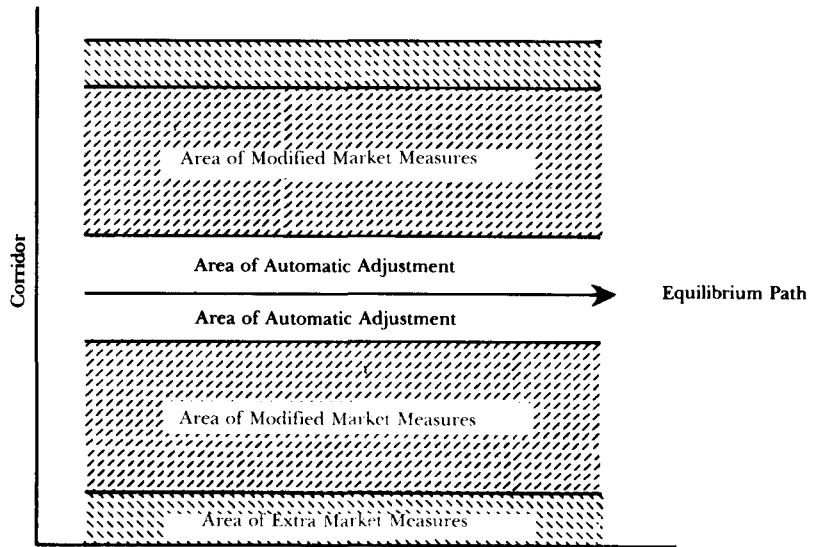 Area of Modified Market Measures
Corridor
Area of Automatic Adjustment
Equilibrium Path
Area of Automatic Adjustment
Area of Modified Market Measures
Area of Extra Market Measures